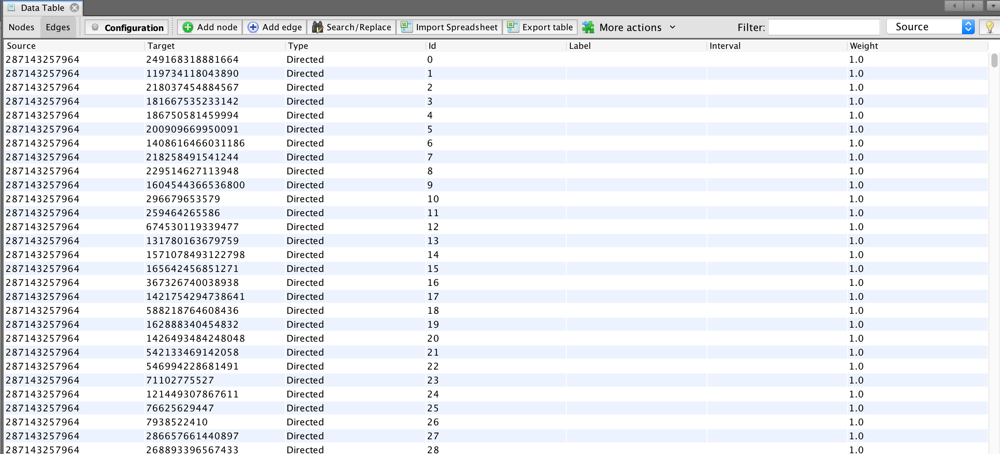 Data Table
Nodes Edges Configuration Add node Add edge Search/Replace Import Spreadsheet Export table More actions Filter: Source
Source Target Type Id Label Interval Weight
287143257964 249168318881664 Directed 0 1.0
287143257964 119734118043890 Directed 1 1.0
287143257964 218037454884567 Directed 2 1.0
287143257964 181667535233142 Directed 3 1.0
287143257964 186750581459994 Directed 4 1.0
287143257964 200909669950091 Directed 5 1.0
287143257964 1408616466031186 Directed 6 1.0
287143257964 218258491541244 Directed 7 1.0
287143257964 229514627113948 Directed 8 1.0
287143257964 1604544366536800 Directed 9 1.0
287143257964 296679653579 Directed 10 1.0
287143257964 259464265586 Directed 11 1.0
287143257964 674530119339477 Directed 12 1.0
287143257964 131780163679759 Directed 13 1.0
287143257964 1571078493122798 Directed 14 1.0
287143257964 165642456851271 Directed 15 1.0
287143257964 367326740038938 Directed 16 1.0
287143257964 1421754294738641 Directed 17 1.0
287143257964 588218764608436 Directed 18 1.0
287143257964 162888340454832 Directed 19 1.0
287143257964 1426493484248048 Directed 20 1.0
287143257964 542133469142058 Directed 21 1.0
287143257964 546994228681491 Directed 22 1.0
287143257964 71102775527 Directed 23 1.0
287143257964 121449307867611 Directed 24 1.0
287143257964 76625629447 Directed 25 1.0
287143257964 7938522410 Directed 26 1.0
287143257964 286657661440897 Directed 27 1.0
287143257964 268893396567433 Directed 28 1.0